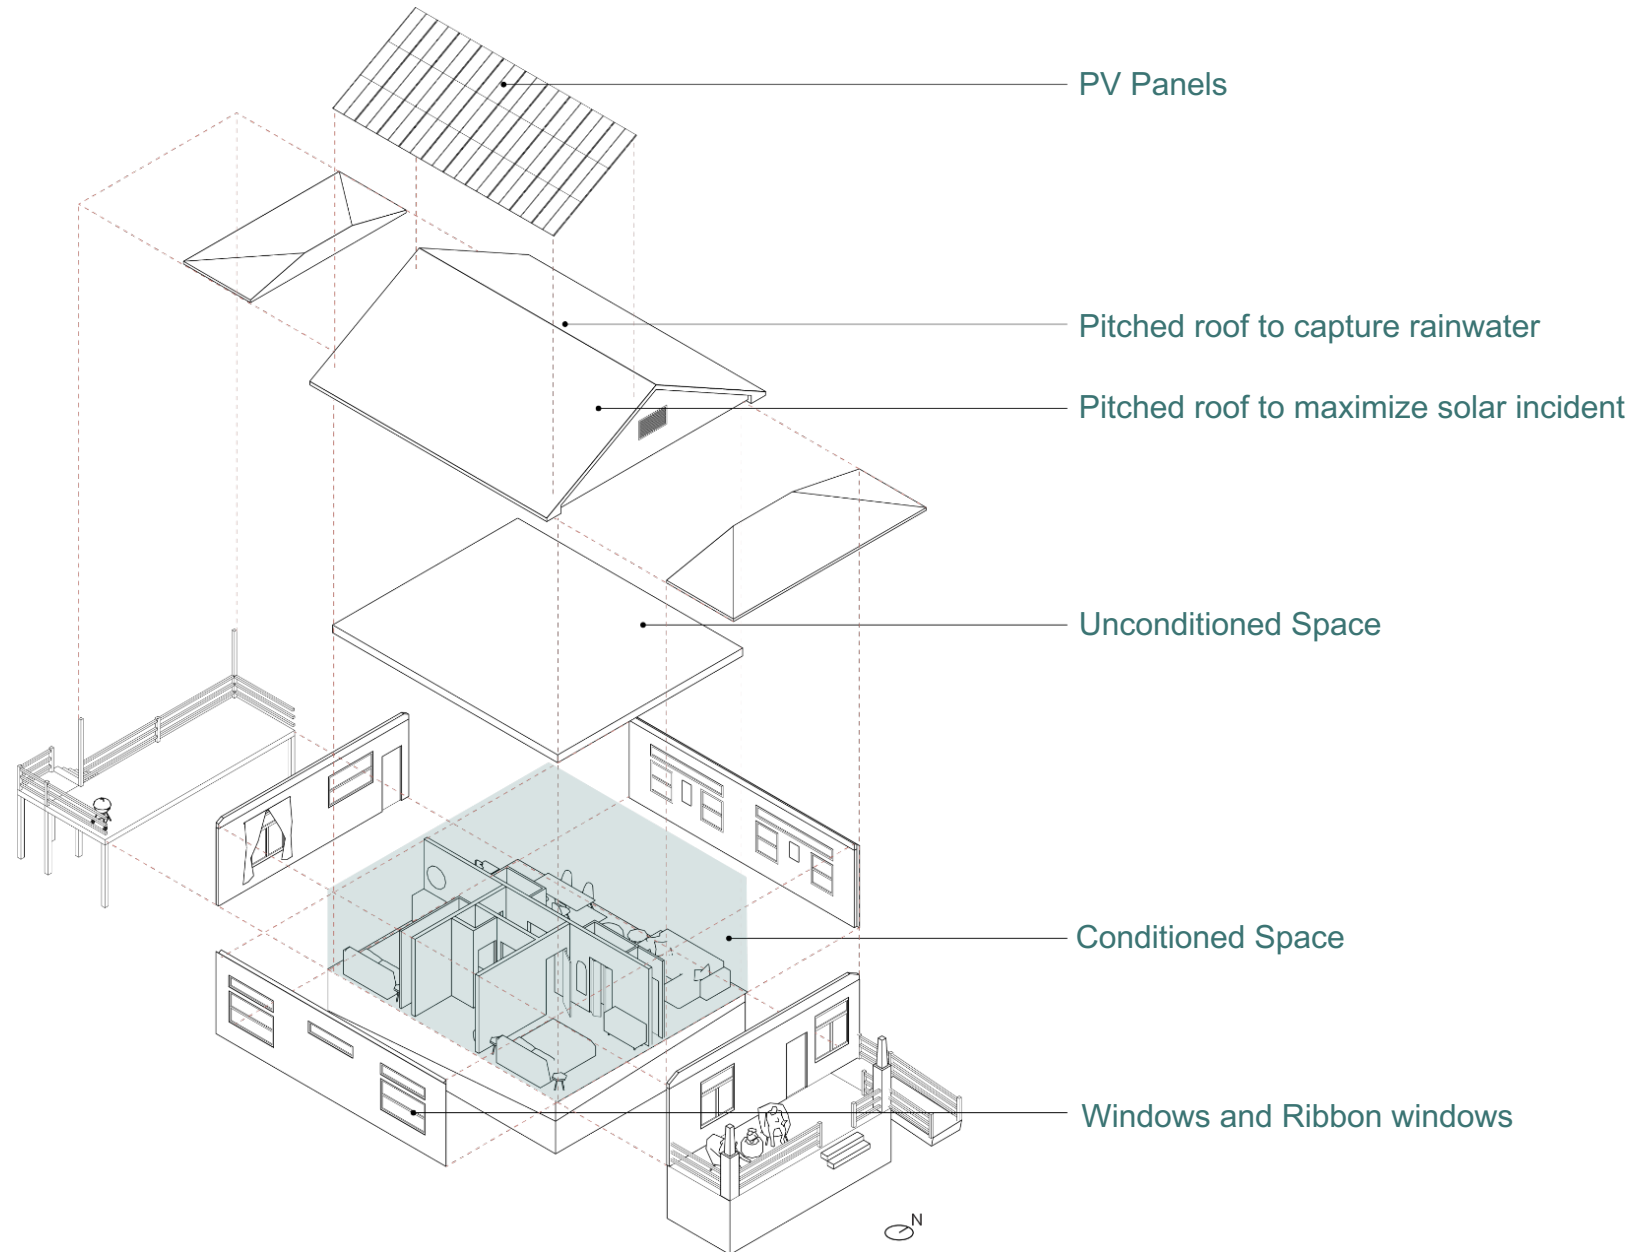 PV Panels
Pitched roof to capture rainwater
Pitched roof to maximize solar incident
Unconditioned Space
Conditioned Space
Windows and Ribbon windows
N